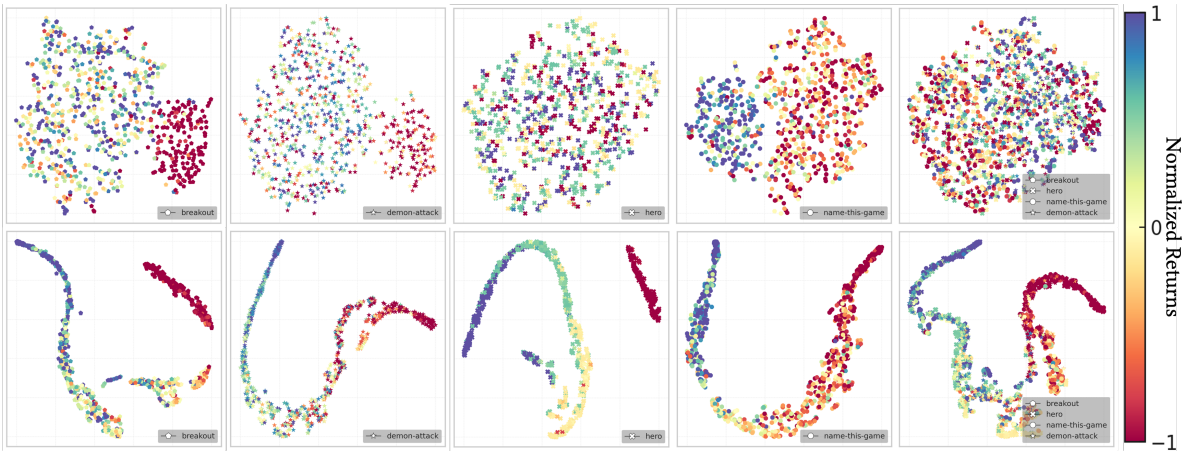 breakout
demon-attack
hero
name-this-game
breakout
hero
name-this-game
demon-attack
breakout
demon-attack
hero
name-this-game
breakout
hero
name-this-game
demon-attack
1
0
−1
Normalized Returns